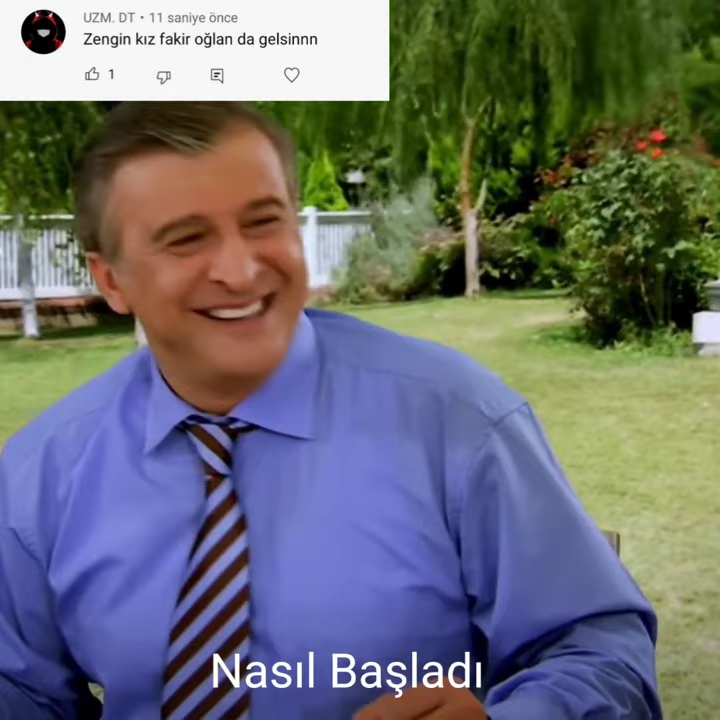 UZM. DT • 11 saniye önce
Zengin kız fakir oğlan da gelsinnn
1
Nasıl Başladı